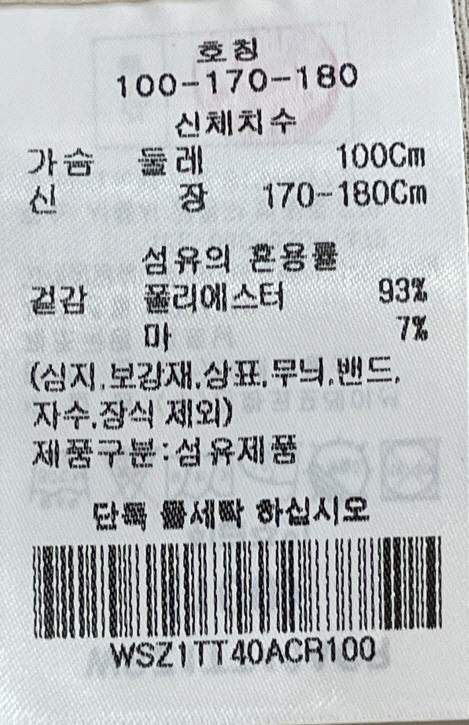 호칭
100-170-180
신체치수
가슴 둘레 100Cm
신 장 170-180Cm
섬유의 혼용률
겉감 폴리에스터 93%
마 7%
(심지,보강재,상표,무늬,밴드,
자수,장식 제외)
제품구분:섬유제품
단독 물세탁 하십시오
WSZ1TT40ACR100